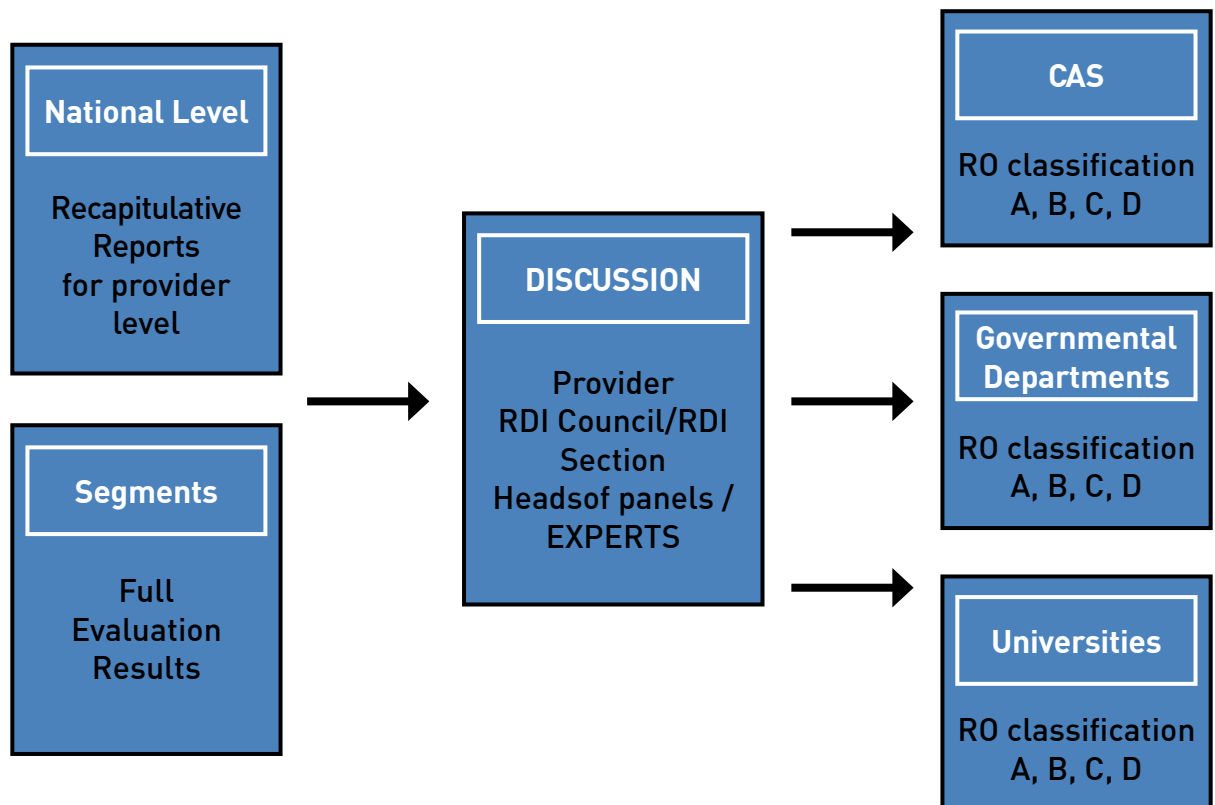 National Level
Recapitulative
Reports
for provider
level
Segments
Full
Evaluation
Results
DISCUSSION
Provider
RDI Council/RDI
Section
Headsof panels /
EXPERTS
CAS
RO classification
A, B, C, D
Governmental
Departments
RO classification
A, B, C, D
Universities
RO classification
A, B, C, D